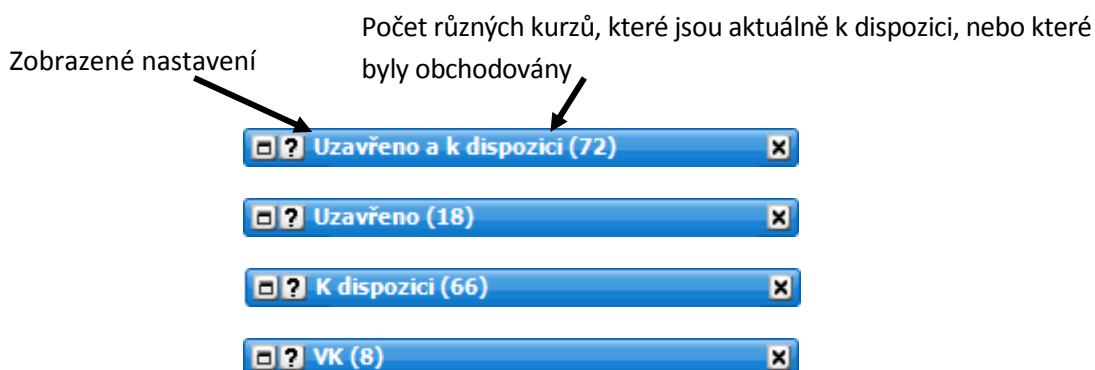 Počet různých kurzů, které jsou aktuálně k dispozici, nebo které
byly obchodovány
Zobrazené nastavení
? Uzavřeno a k dispozici (72)
? Uzavřeno (18)
? K dispozici (66)
? VK (8)